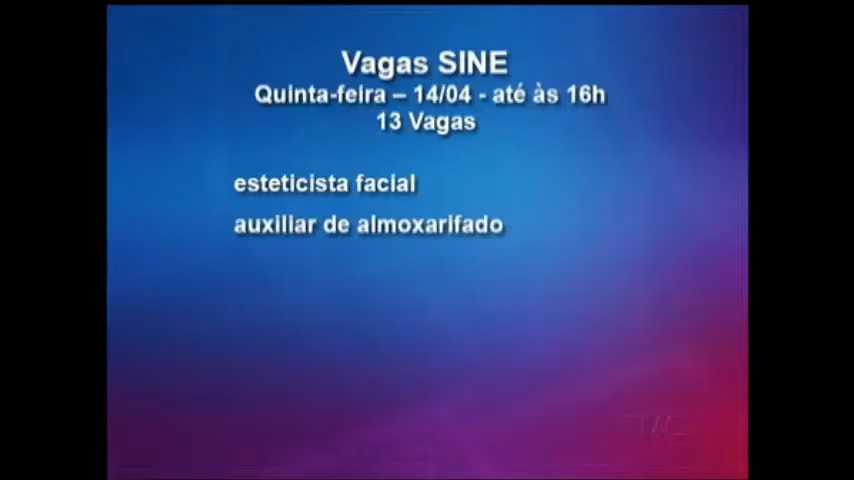 Vagas SINE
Quinta-feira – 14/04 - até às 16h
13 Vagas
esteticista facial
auxiliar de almoxarifado